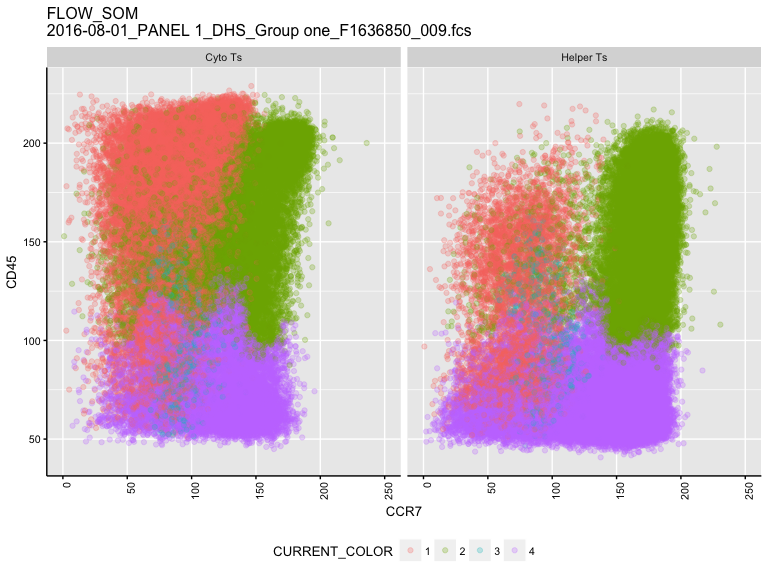 FLOW_SOM
2016-08-01_PANEL 1_DHS_Group one_F1636850_009.fcs
Cyto Ts
Helper Ts
CD45
200
150
100
50
0 50 100 150 200 250
0 50 100 150 200 250
CCR7
CURRENT_COLOR 1 2 3 4